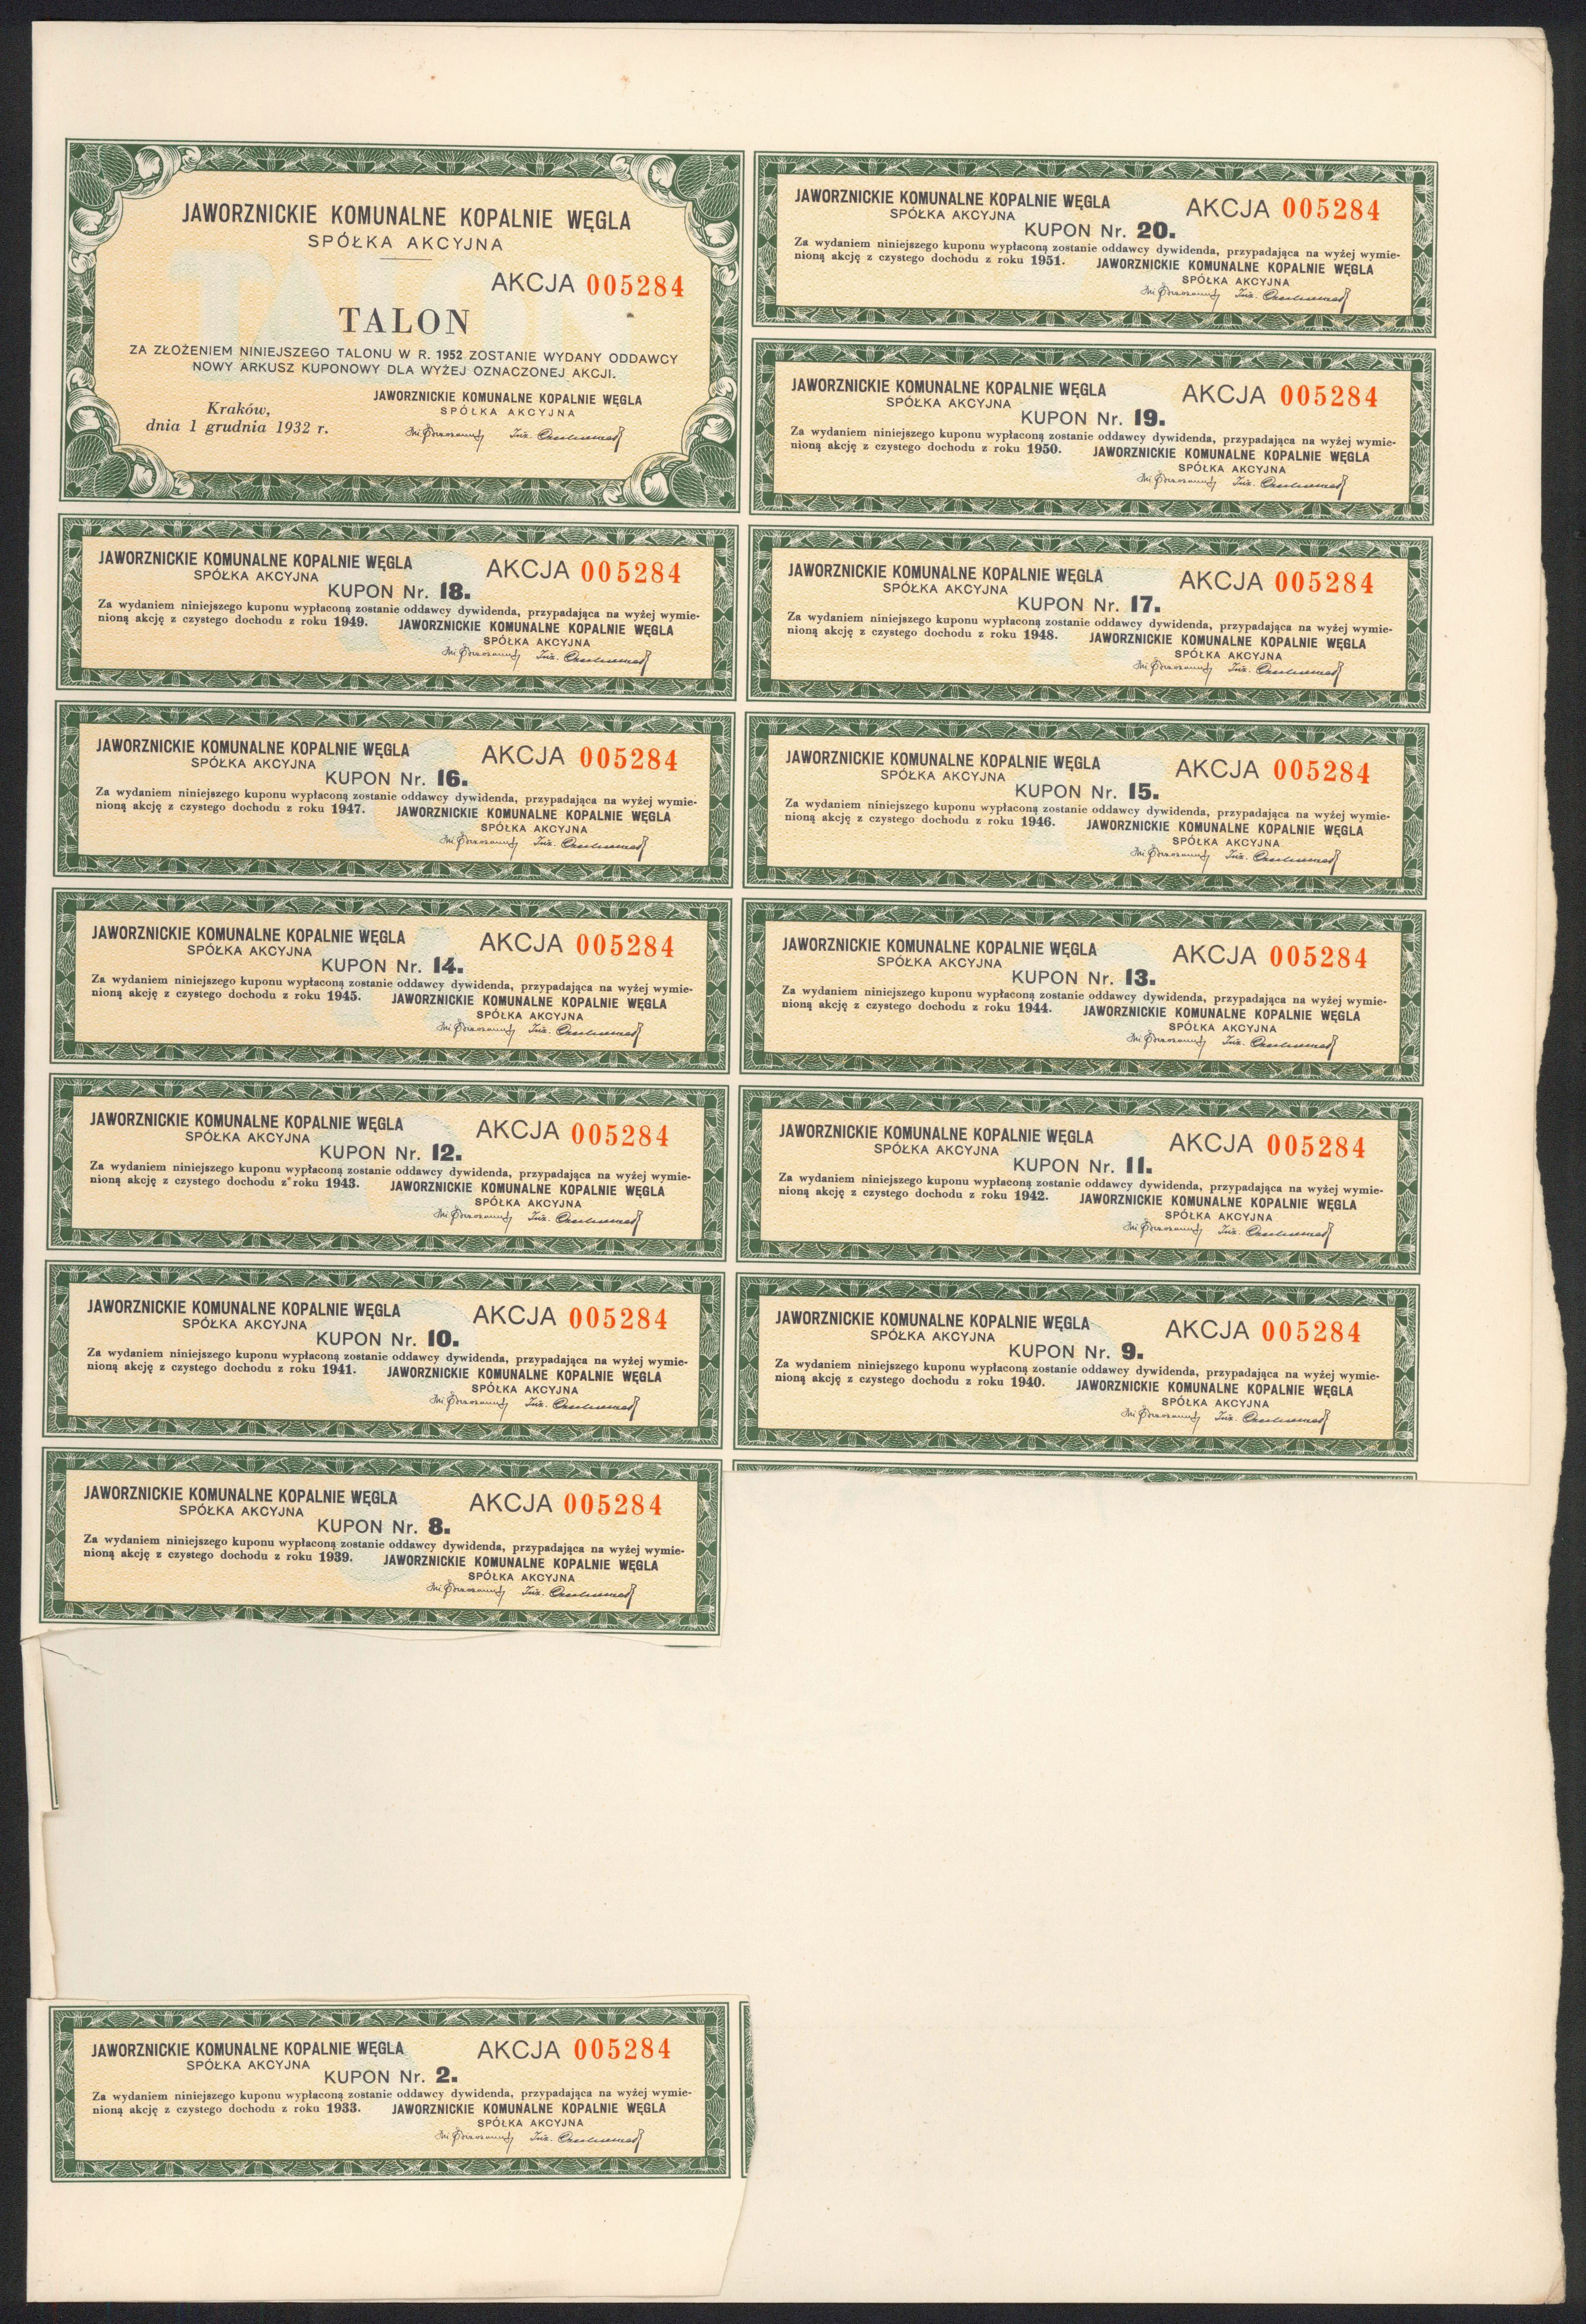 JAWORZNICKIE KOMUNALNE KOPALNIE WĘGLA
SPÓŁKA AKCYJNA
AKCJA 005284
TALON
ZA ZŁOŻENIEM NINIEJSZEGO TALONU W R. 1952 ZOSTANIE WYDANY ODDAWCY
NOWY ARKUSZ KUPONOWY DLA WYŻEJ OZNACZONEJ AKCJI.
JAWORZNICKIE KOMUNALNE KOPALNIE WĘGLA
SPÓŁKA AKCYJNA
Kraków,
dnia 1 grudnia 1932 r.
JAWORZNICKIE KOMUNALNE KOPALNIE WĘGLA
SPÓŁKA AKCYJNA
AKCJA 005284
KUPON Nr. 20.
Za wydaniem niniejszego kuponu wypłaconą zostanie oddawcy dywidenda, przypadająca na wyżej wymie-
nioną akcję z czystego dochodu z roku 1951. JAWORZNICKIE KOMUNALNE KOPALNIE WĘGLA
SPÓŁKA AKCYJNA
JAWORZNICKIE KOMUNALNE KOPALNIE WĘGLA
SPÓŁKA AKCYJNA
AKCJA 005284
KUPON Nr. 19.
Za wydaniem niniejszego kuponu wypłaconą zostanie oddawcy dywidenda, przypadająca na wyżej wymie-
nioną akcję z czystego dochodu z roku 1950. JAWORZNICKIE KOMUNALNE KOPALNIE WĘGLA
SPÓŁKA AKCYJNA
JAWORZNICKIE KOMUNALNE KOPALNIE WĘGLA
SPÓŁKA AKCYJNA
AKCJA 005284
KUPON Nr. 18.
Za wydaniem niniejszego kuponu wypłaconą zostanie oddawcy dywidenda, przypadająca na wyżej wymie-
nioną akcję z czystego dochodu z roku 1949. JAWORZNICKIE KOMUNALNE KOPALNIE WĘGLA
SPÓŁKA AKCYJNA
JAWORZNICKIE KOMUNALNE KOPALNIE WĘGLA
SPÓŁKA AKCYJNA
AKCJA 005284
KUPON Nr. 17.
Za wydaniem niniejszego kuponu wypłaconą zostanie oddawcy dywidenda, przypadająca na wyżej wymie-
nioną akcję z czystego dochodu z roku 1948. JAWORZNICKIE KOMUNALNE KOPALNIE WĘGLA
SPÓŁKA AKCYJNA
JAWORZNICKIE KOMUNALNE KOPALNIE WĘGLA
SPÓŁKA AKCYJNA
AKCJA 005284
KUPON Nr. 16.
Za wydaniem niniejszego kuponu wypłaconą zostanie oddawcy dywidenda, przypadająca na wyżej wymie-
nioną akcję z czystego dochodu z roku 1947. JAWORZNICKIE KOMUNALNE KOPALNIE WĘGLA
SPÓŁKA AKCYJNA
JAWORZNICKIE KOMUNALNE KOPALNIE WĘGLA
SPÓŁKA AKCYJNA
AKCJA 005284
KUPON Nr. 15.
Za wydaniem niniejszego kuponu wypłaconą zostanie oddawcy dywidenda, przypadająca na wyżej wymie-
nioną akcję z czystego dochodu z roku 1946. JAWORZNICKIE KOMUNALNE KOPALNIE WĘGLA
SPÓŁKA AKCYJNA
JAWORZNICKIE KOMUNALNE KOPALNIE WĘGLA
SPÓŁKA AKCYJNA
AKCJA 005284
KUPON Nr. 14.
Za wydaniem niniejszego kuponu wypłaconą zostanie oddawcy dywidenda, przypadająca na wyżej wymie-
nioną akcję z czystego dochodu z roku 1945. JAWORZNICKIE KOMUNALNE KOPALNIE WĘGLA
SPÓŁKA AKCYJNA
JAWORZNICKIE KOMUNALNE KOPALNIE WĘGLA
SPÓŁKA AKCYJNA
AKCJA 005284
KUPON Nr. 13.
Za wydaniem niniejszego kuponu wypłaconą zostanie oddawcy dywidenda, przypadająca na wyżej wymie-
nioną akcję z czystego dochodu z roku 1944. JAWORZNICKIE KOMUNALNE KOPALNIE WĘGLA
SPÓŁKA AKCYJNA
JAWORZNICKIE KOMUNALNE KOPALNIE WĘGLA
SPÓŁKA AKCYJNA
AKCJA 005284
KUPON Nr. 12.
Za wydaniem niniejszego kuponu wypłaconą zostanie oddawcy dywidenda, przypadająca na wyżej wymie-
nioną akcję z czystego dochodu z roku 1943. JAWORZNICKIE KOMUNALNE KOPALNIE WĘGLA
SPÓŁKA AKCYJNA
JAWORZNICKIE KOMUNALNE KOPALNIE WĘGLA
SPÓŁKA AKCYJNA
AKCJA 005284
KUPON Nr. 11.
Za wydaniem niniejszego kuponu wypłaconą zostanie oddawcy dywidenda, przypadająca na wyżej wymie-
nioną akcję z czystego dochodu z roku 1942. JAWORZNICKIE KOMUNALNE KOPALNIE WĘGLA
SPÓŁKA AKCYJNA
JAWORZNICKIE KOMUNALNE KOPALNIE WĘGLA
SPÓŁKA AKCYJNA
AKCJA 005284
KUPON Nr. 10.
Za wydaniem niniejszego kuponu wypłaconą zostanie oddawcy dywidenda, przypadająca na wyżej wymie-
nioną akcję z czystego dochodu z roku 1941. JAWORZNICKIE KOMUNALNE KOPALNIE WĘGLA
SPÓŁKA AKCYJNA
JAWORZNICKIE KOMUNALNE KOPALNIE WĘGLA
SPÓŁKA AKCYJNA
AKCJA 005284
KUPON Nr. 9.
Za wydaniem niniejszego kuponu wypłaconą zostanie oddawcy dywidenda, przypadająca na wyżej wymie-
nioną akcję z czystego dochodu z roku 1940. JAWORZNICKIE KOMUNALNE KOPALNIE WĘGLA
SPÓŁKA AKCYJNA
JAWORZNICKIE KOMUNALNE KOPALNIE WĘGLA
SPÓŁKA AKCYJNA
AKCJA 005284
KUPON Nr. 8.
Za wydaniem niniejszego kuponu wypłaconą zostanie oddawcy dywidenda, przypadająca na wyżej wymie-
nioną akcję z czystego dochodu z roku 1939. JAWORZNICKIE KOMUNALNE KOPALNIE WĘGLA
SPÓŁKA AKCYJNA
JAWORZNICKIE KOMUNALNE KOPALNIE WĘGLA
SPÓŁKA AKCYJNA
AKCJA 005284
KUPON Nr. 2.
Za wydaniem niniejszego kuponu wypłaconą zostanie oddawcy dywidenda, przypadająca na wyżej wymie-
nioną akcję z czystego dochodu z roku 1933. JAWORZNICKIE KOMUNALNE KOPALNIE WĘGLA
SPÓŁKA AKCYJNA